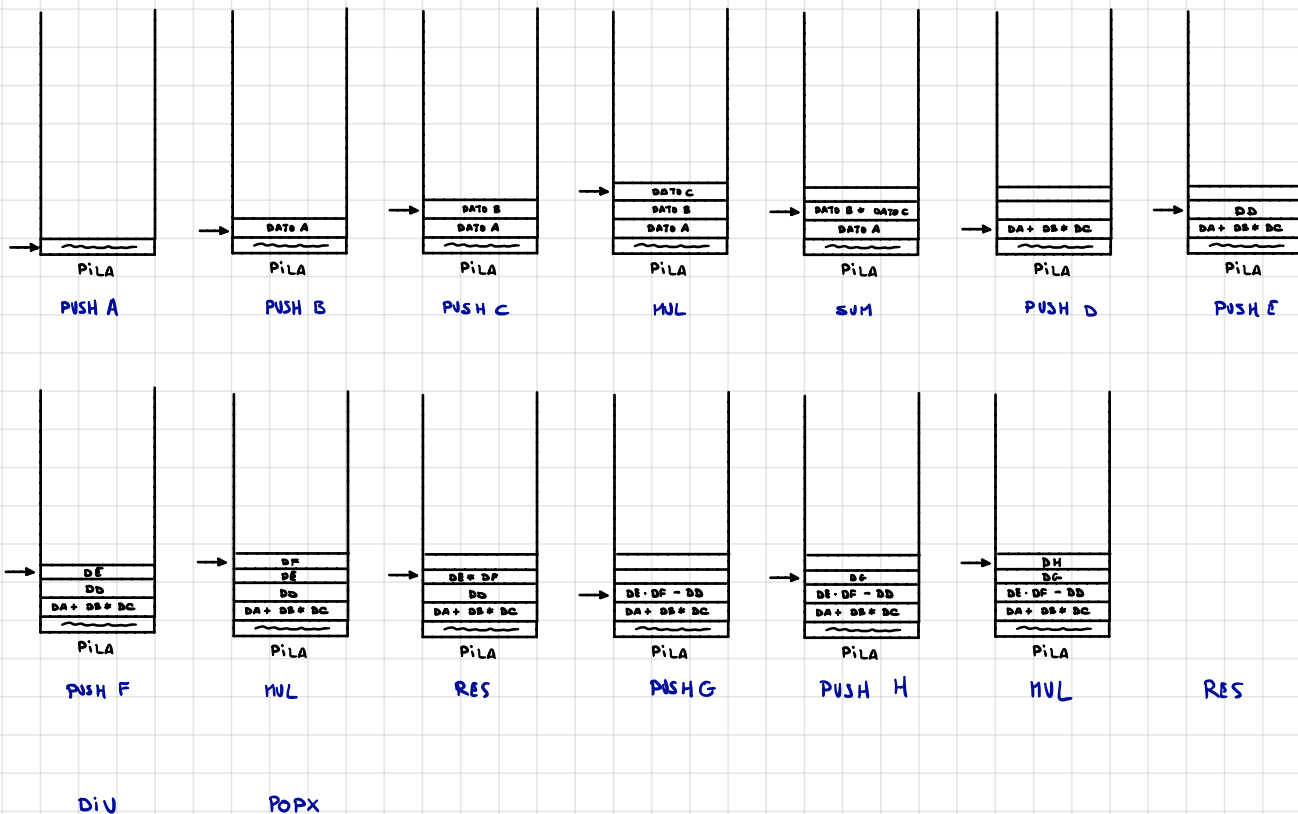 DATO A
PILA
PUSH A
DATO A
PILA
PUSH B
DATO B
DATO A
PILA
PUSH C
DATO C
DATO B
DATO A
PILA
MUL
DATO B * DATO C
DATO A
PILA
SUM
DA + DB * DC
PILA
PUSH D
DD
DA + DB * DC
PILA
PUSH E
DE
DD
DA + DB * DC
PILA
PUSH F
DF
DE
DD
DA + DB * DC
PILA
MUL
DE * DF
DD
DA + DB * DC
PILA
RES
DE · DF - DD
DA + DB * DC
PILA
PUSH G
DG
DE · DF - DD
DA + DB * DC
PILA
PUSH H
DH
DG
DE · DF - DD
DA + DB * DC
PILA
MUL
RES
DIV
POPX